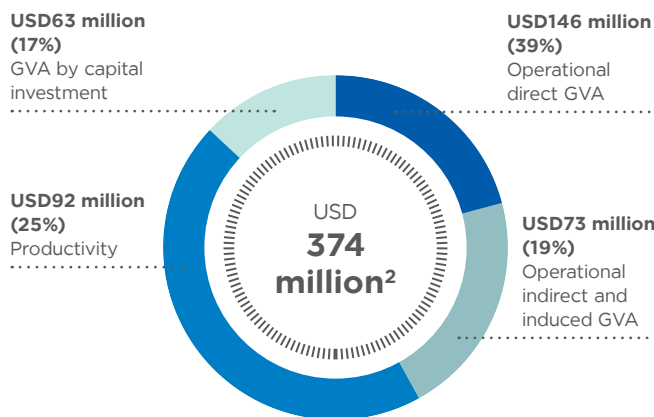 USD63 million
(17%)
GVA by capital
investment
USD146 million
(39%)
Operational
direct GVA
USD92 million
(25%)
Productivity
USD
374
million²
USD73 million
(19%)
Operational
indirect and
induced GVA